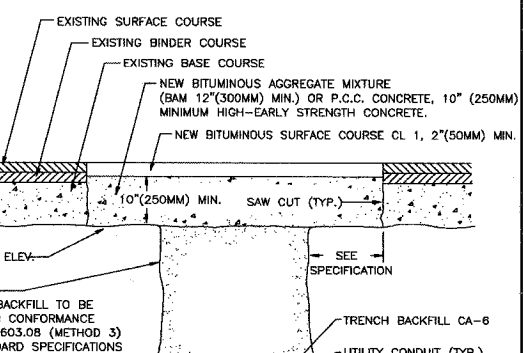 EXISTING SURFACE COURSE
EXISTING BINDER COURSE
EXISTING BASE COURSE
NEW BITUMINOUS AGGREGATE MIXTURE
(BAM 12"(300MM) MIN.) OR P.C.C. CONCRETE, 10" (250MM)
MINIMUM HIGH-EARLY STRENGTH CONCRETE.
NEW BITUMINOUS SURFACE COURSE CL 1, 2"(50MM) MIN.
10"(250MM) MIN.
SAW CUT (TYP.)
ELEV.
SEE
SPECIFICATION
BACKFILL TO BE
CONFORMANCE
603.08 (METHOD 3)
SPECIFICATIONS
TRENCH BACKFILL CA-6
UTILITY CONDUIT (TYP.)